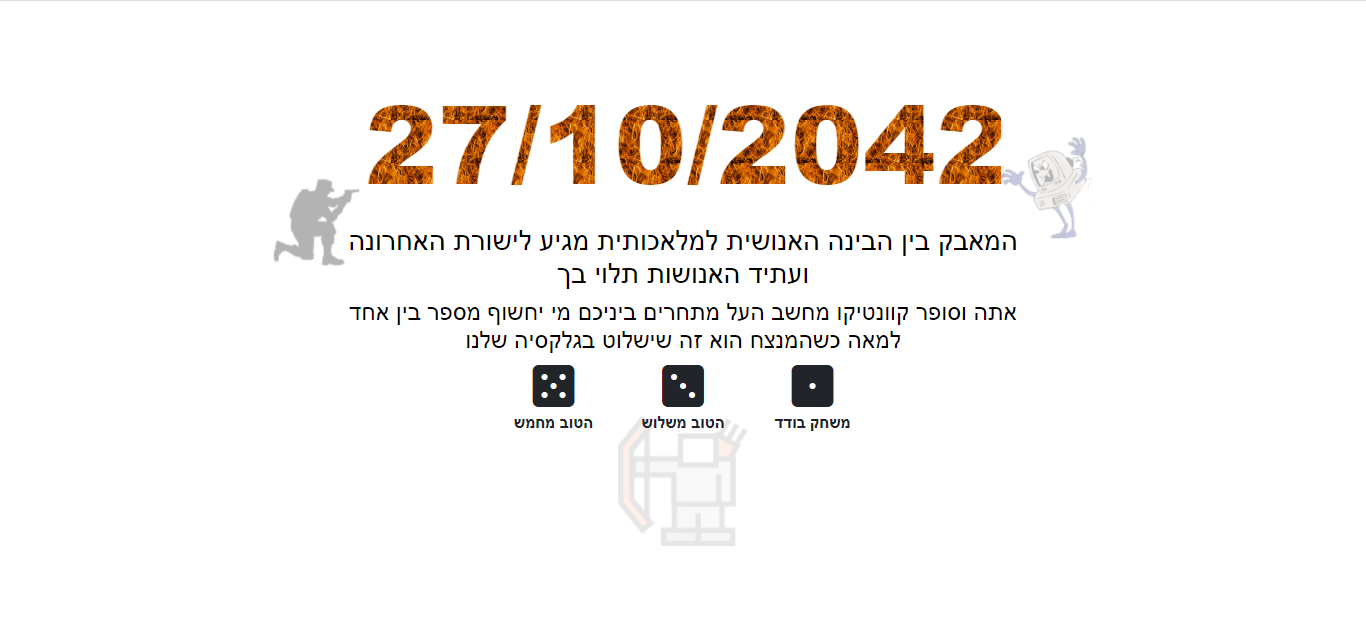 27/10/2042
המאבק בין הבינה האנושית למלאכותית מגיע לישורת האחרונה
ועתיד האנושות תלוי בך
אתה וסופר קוונטיקו מחשב העל מתחרים ביניכם מי יחשוף מספר בין אחד
למאה כשהמנצח הוא זה שישלוט בגלקסיה שלנו
משחק בודד
הטוב משלוש
הטוב מחמש